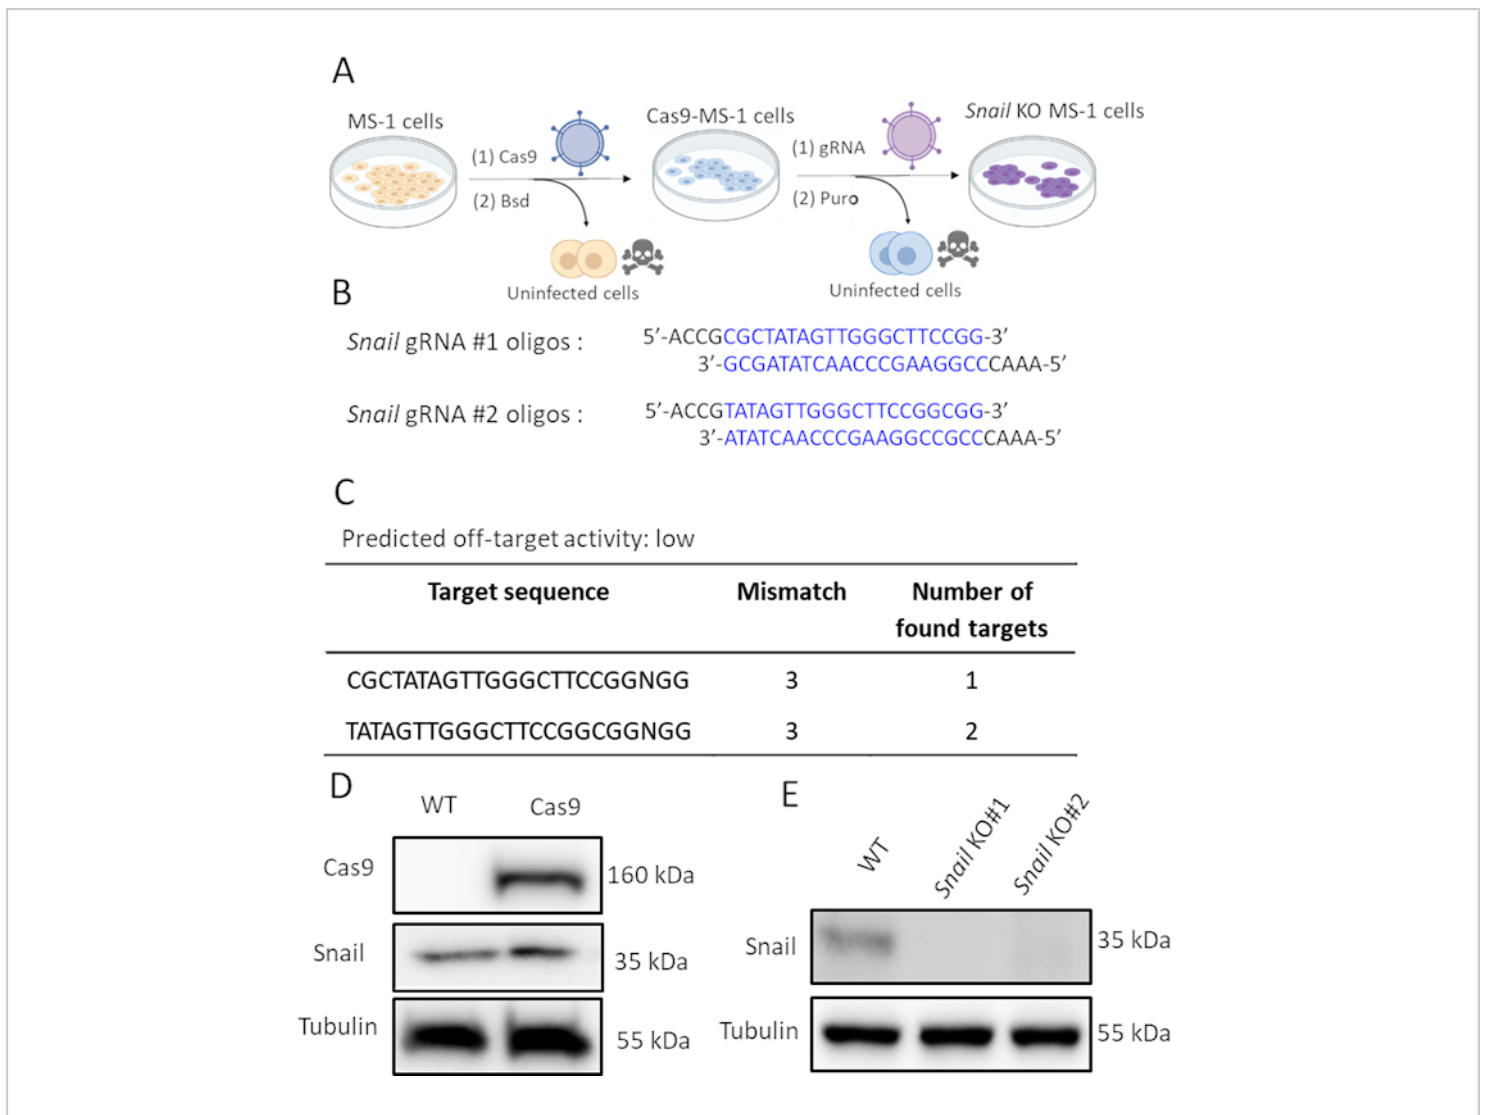 A
MS-1 cells
(1) Cas9
(2) Bsd
Uninfected cells
Cas9-MS-1 cells
(1) gRNA
(2) Puro
Uninfected cells
Snail KO MS-1 cells
B
Snail gRNA #1 oligos :
5’-ACCGCGCTATAGTTGGGCTTCCGG-3’
3’-GCGATATCAACCCGAAGGCCCAAA-5’
Snail gRNA #2 oligos :
5’-ACCGTATAGTTGGGCTTCCGGCGG-3’
3’-ATATCAACCCGAAGGCCGCCCAAA-5’
C
Predicted off-target activity: low
Target sequence Mismatch Number of
found targets
CGCTATAGTTGGGCTTCCGGNGG 3 1
TATAGTTGGGCTTCCGGCGGNGG 3 2
D
WT Cas9
Cas9 160 kDa
Snail 35 kDa
Tubulin 55 kDa
E
WT
Snail KO#1
Snail KO#2
Snail 35 kDa
Tubulin 55 kDa